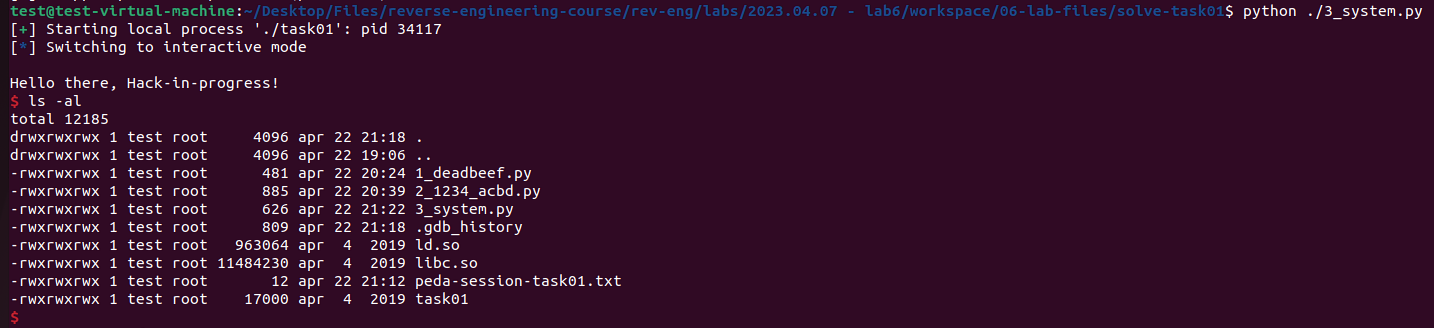 test@test-virtual-machine:~/Desktop/Files/reverse-engineering-course/rev-eng/labs/2023.04.07 - lab6/workspace/06-lab-files/solve-task01$ python ./3_system.py
[+] Starting local process './task01': pid 34117
[*] Switching to interactive mode
Hello there, Hack-in-progress!
$ ls -al
total 12185
drwxrwxrwx 1 test root     4096 apr 22 21:18 .
drwxrwxrwx 1 test root     4096 apr 22 19:06 ..
-rwxrwxrwx 1 test root      481 apr 22 20:24 1_deadbeef.py
-rwxrwxrwx 1 test root      885 apr 22 20:39 2_1234_acbd.py
-rwxrwxrwx 1 test root      626 apr 22 21:22 3_system.py
-rwxrwxrwx 1 test root      809 apr 22 21:18 .gdb_history
-rwxrwxrwx 1 test root   963064 apr  4  2019 ld.so
-rwxrwxrwx 1 test root 11484230 apr  4  2019 libc.so
-rwxrwxrwx 1 test root       12 apr 22 21:12 peda-session-task01.txt
-rwxrwxrwx 1 test root    17000 apr  4  2019 task01
$